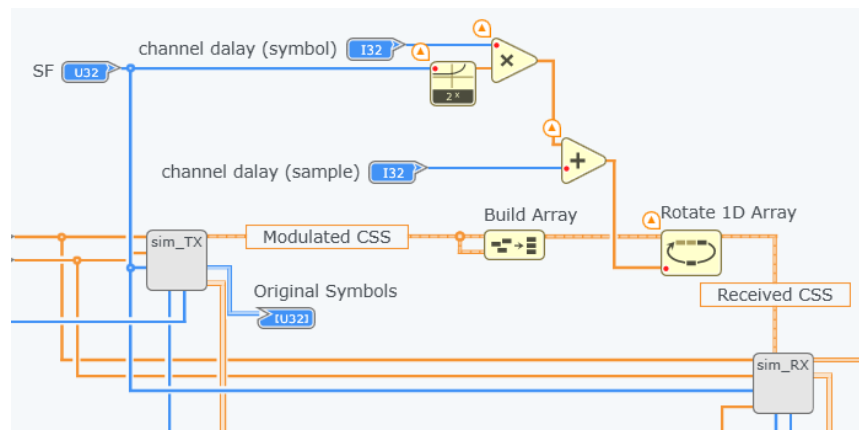 channel dalay (symbol)
I32
SF
U32
×
2 x
+
channel dalay (sample)
I32
Build Array
Rotate 1D Array
sim_TX
Modulated CSS
Original Symbols
[U32]
Received CSS
sim_RX